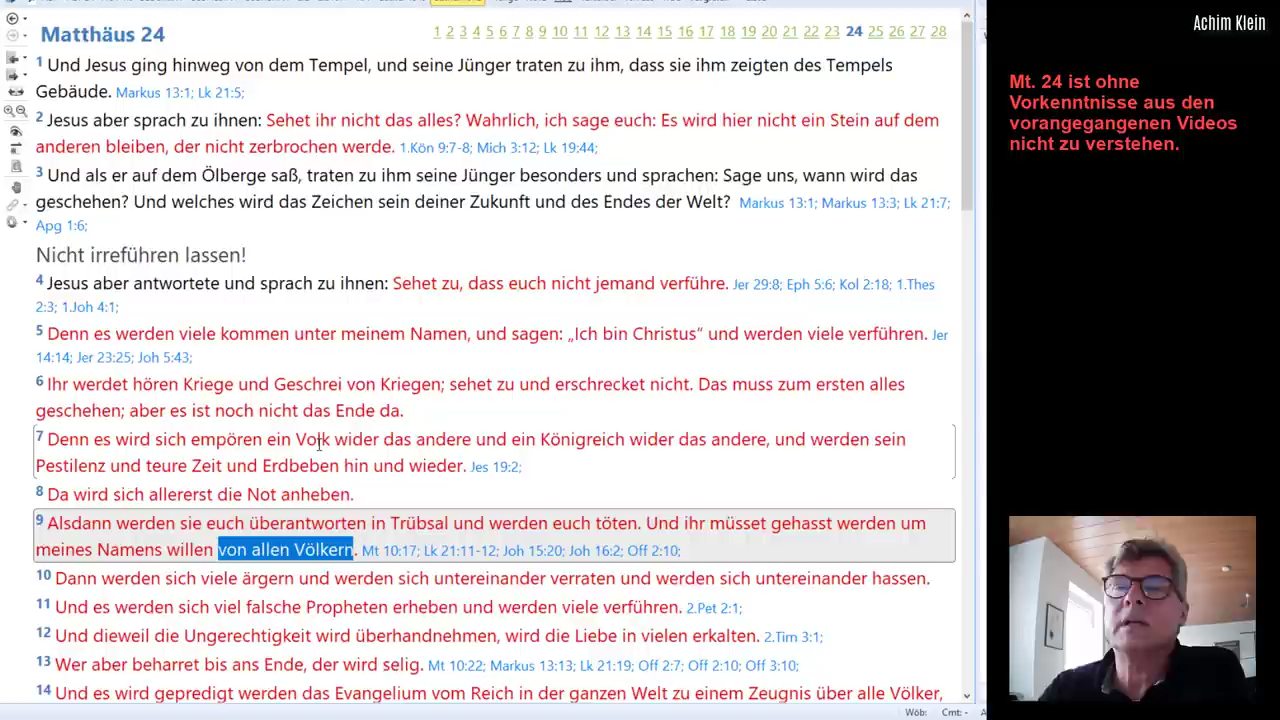 Matthäus 24
1 2 3 4 5 6 7 8 9 10 11 12 13 14 15 16 17 18 19 20 21 22 23 24 25 26 27 28
1 Und Jesus ging hinweg von dem Tempel, und seine Jünger traten zu ihm, dass sie ihm zeigten des Tempels
Gebäude. Markus 13:1; Lk 21:5;
2 Jesus aber sprach zu ihnen: Sehet ihr nicht das alles? Wahrlich, ich sage euch: Es wird hier nicht ein Stein auf dem
anderen bleiben, der nicht zerbrochen werde. 1.Kön 9:7-8; Mich 3:12; Lk 19:44;
3 Und als er auf dem Ölberge saß, traten zu ihm seine Jünger besonders und sprachen: Sage uns, wann wird das
geschehen? Und welches wird das Zeichen sein deiner Zukunft und des Endes der Welt? Markus 13:1; Markus 13:3; Lk 21:7;
Apg 1:6;
Nicht irreführen lassen!
4 Jesus aber antwortete und sprach zu ihnen: Sehet zu, dass euch nicht jemand verführe. Jer 29:8; Eph 5:6; Kol 2:18; 1.Thes
2:3; 1.Joh 4:1;
5 Denn es werden viele kommen unter meinem Namen, und sagen: „Ich bin Christus“ und werden viele verführen. Jer
14:14; Jer 23:25; Joh 5:43;
6 Ihr werdet hören Kriege und Geschrei von Kriegen; sehet zu und erschrecket nicht. Das muss zum ersten alles
geschehen; aber es ist noch nicht das Ende da.
7 Denn es wird sich empören ein Volk wider das andere und ein Königreich wider das andere, und werden sein
Pestilenz und teure Zeit und Erdbeben hin und wieder. Jes 19:2;
8 Da wird sich allererst die Not anheben.
9 Alsdann werden sie euch überantworten in Trübsal und werden euch töten. Und ihr müsset gehasst werden um
meines Namens willen von allen Völkern. Mt 10:17; Lk 21:11-12; Joh 15:20; Joh 16:2; Off 2:10;
10 Dann werden sich viele ärgern und werden sich untereinander verraten und werden sich untereinander hassen.
11 Und es werden sich viel falsche Propheten erheben und werden viele verführen. 2.Pet 2:1;
12 Und dieweil die Ungerechtigkeit wird überhandnehmen, wird die Liebe in vielen erkalten. 2.Tim 3:1;
13 Wer aber beharret bis ans Ende, der wird selig. Mt 10:22; Markus 13:13; Lk 21:19; Off 2:7; Off 2:10; Off 3:10;
14 Und es wird gepredigt werden das Evangelium vom Reich in der ganzen Welt zu einem Zeugnis über alle Völker,
Wöb: Cmt: -
Achim Klein
Mt. 24 ist ohne
Vorkenntnisse aus den
vorangegangenen Videos
nicht zu verstehen.